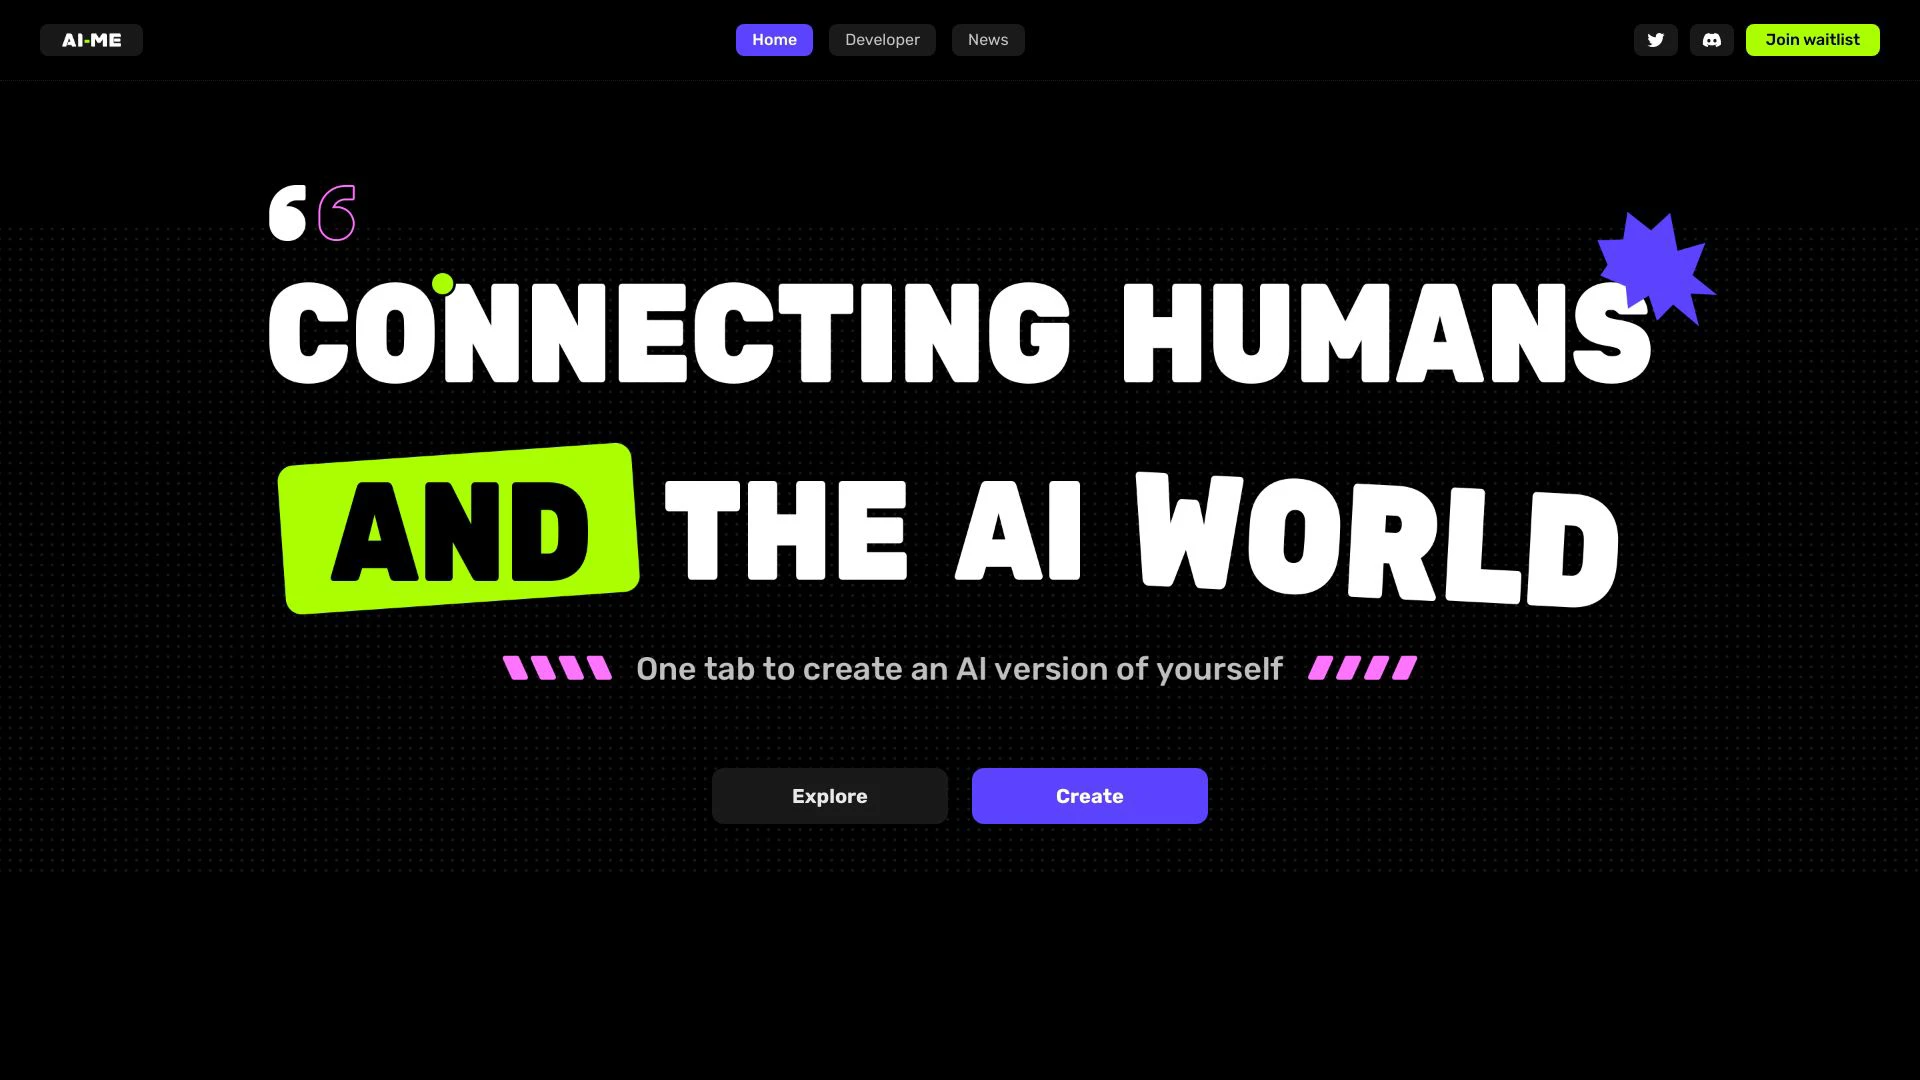 AI-ME
Home
Developer
News
Join waitlist
CONNECTING HUMANS
AND THE AI WORLD
One tab to create an AI version of yourself
Explore
Create